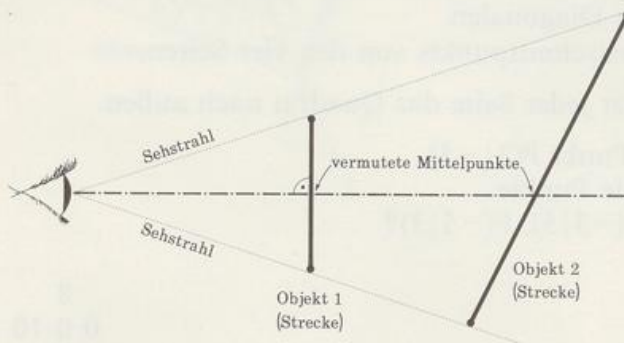 Sehstrahl
vermutete Mittelpunkte
Sehstrahl
Objekt 1
(Strecke)
Objekt 2
(Strecke)